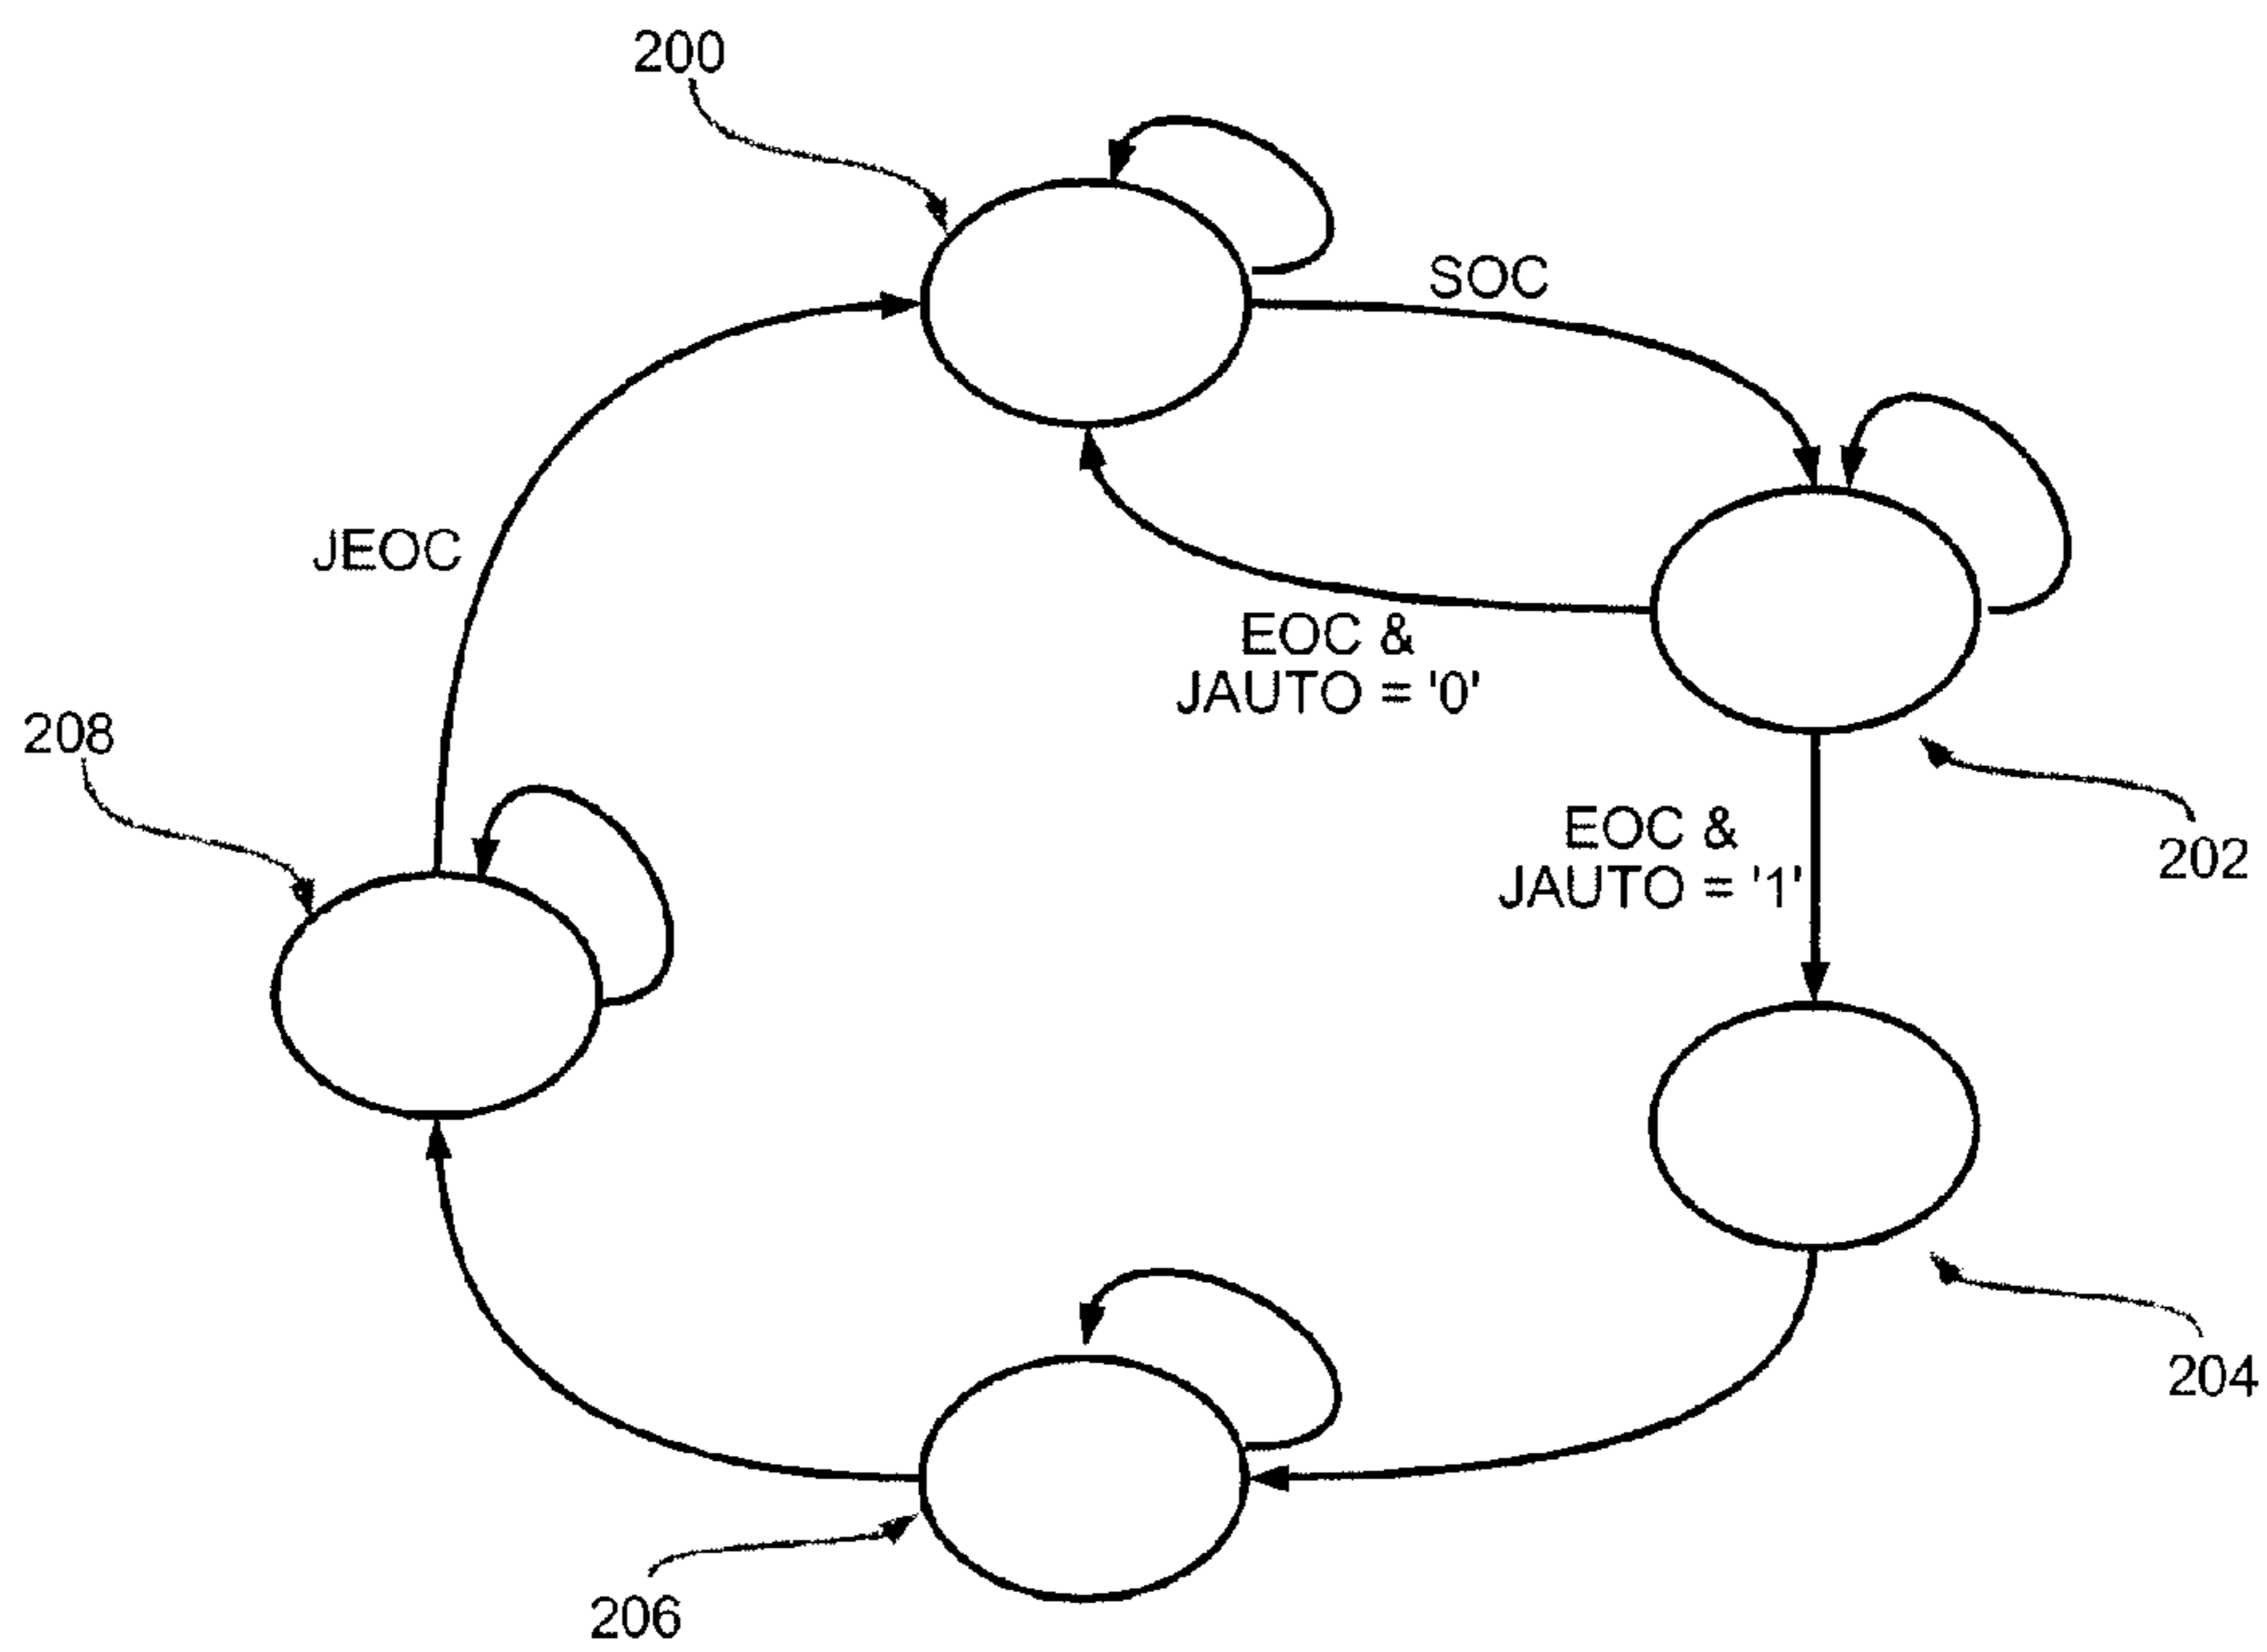 200
SOC
JEOC
EOC &
JAUTO = '0'
208
EOC &
JAUTO = '1'
202
204
206